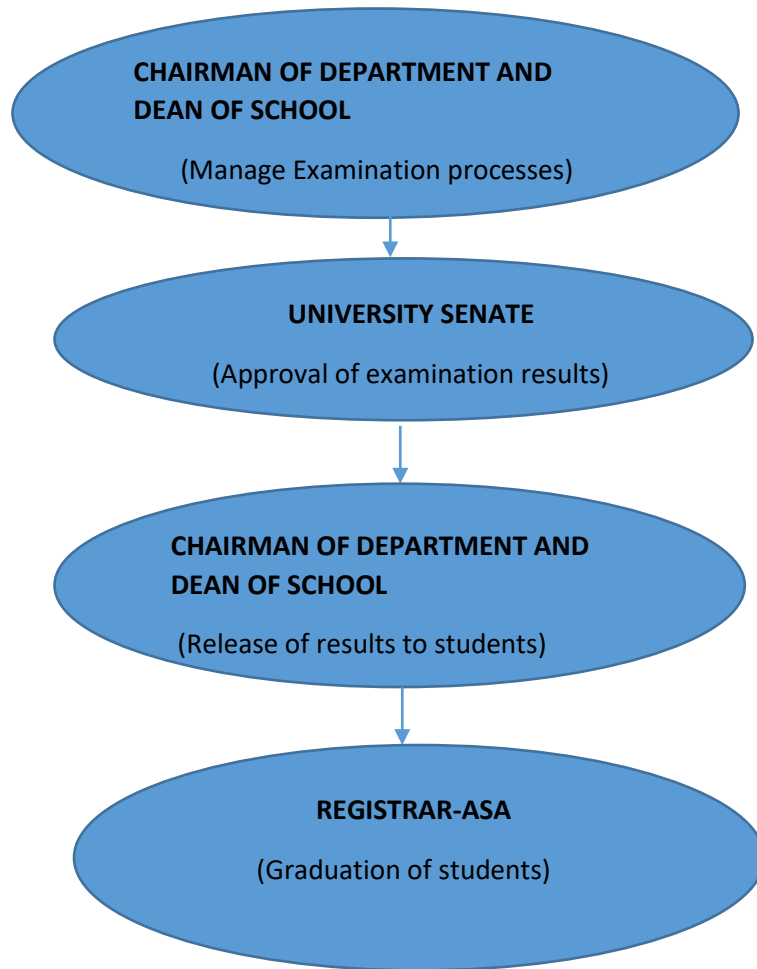 CHAIRMAN OF DEPARTMENT AND
DEAN OF SCHOOL
(Manage Examination processes)
UNIVERSITY SENATE
(Approval of examination results)
CHAIRMAN OF DEPARTMENT AND
DEAN OF SCHOOL
(Release of results to students)
REGISTRAR-ASA
(Graduation of students)